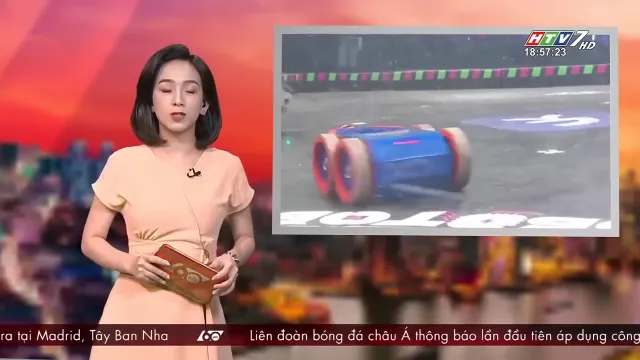 HTV7 HD
18:57:23
ra tại Madrid, Tây Ban Nha
60
Liên đoàn bóng đá châu Á thông báo lần đầu tiên áp dụng công